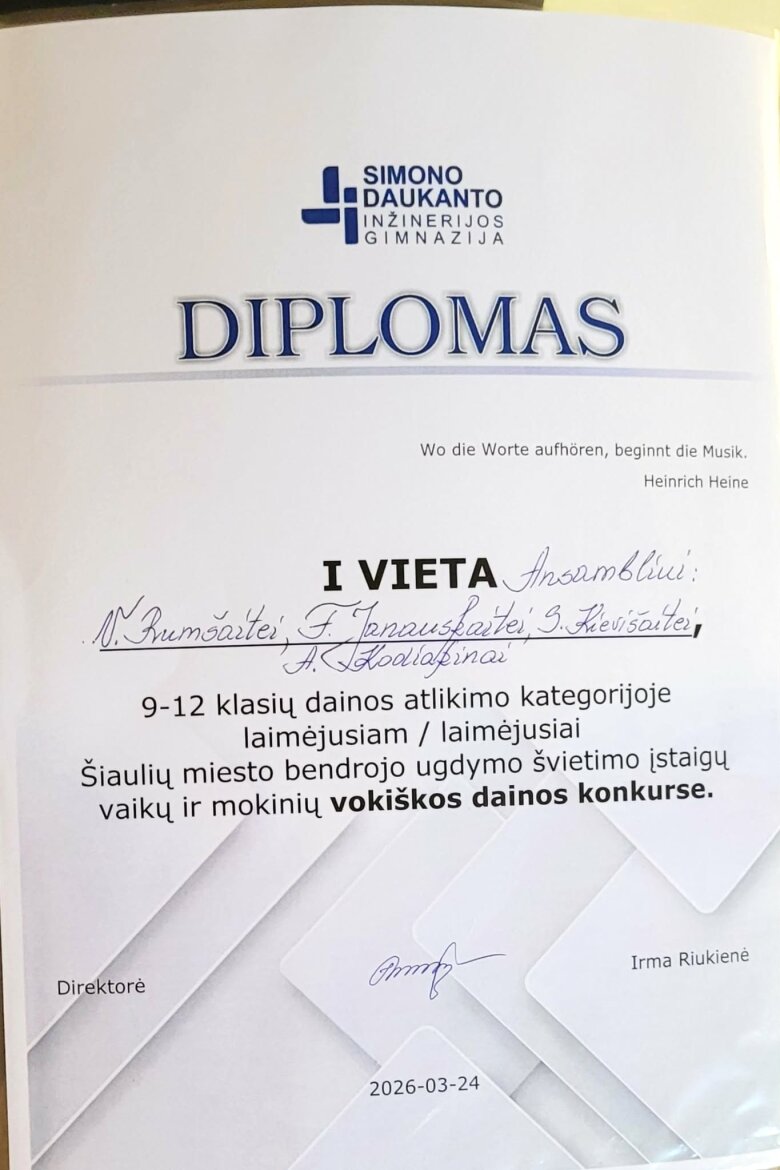 SIMONO
DAUKANTO
INŽINERIJOS
GIMNAZIJA
DIPLOMAS
Wo die Worte aufhören, beginnt die Musik.
Heinrich Heine
I VIETA Ansambliui:
V. Rumšaitei, F. Janauskaitei, G. Kievišaitei,
A. Skodiapinai
9-12 klasių dainos atlikimo kategorijoje
laimėjusiam / laimėjusiai
Šiaulių miesto bendrojo ugdymo švietimo įstaigų
vaikų ir mokinių vokiškos dainos konkurse.
Direktorė
Irma Riukienė
2026-03-24